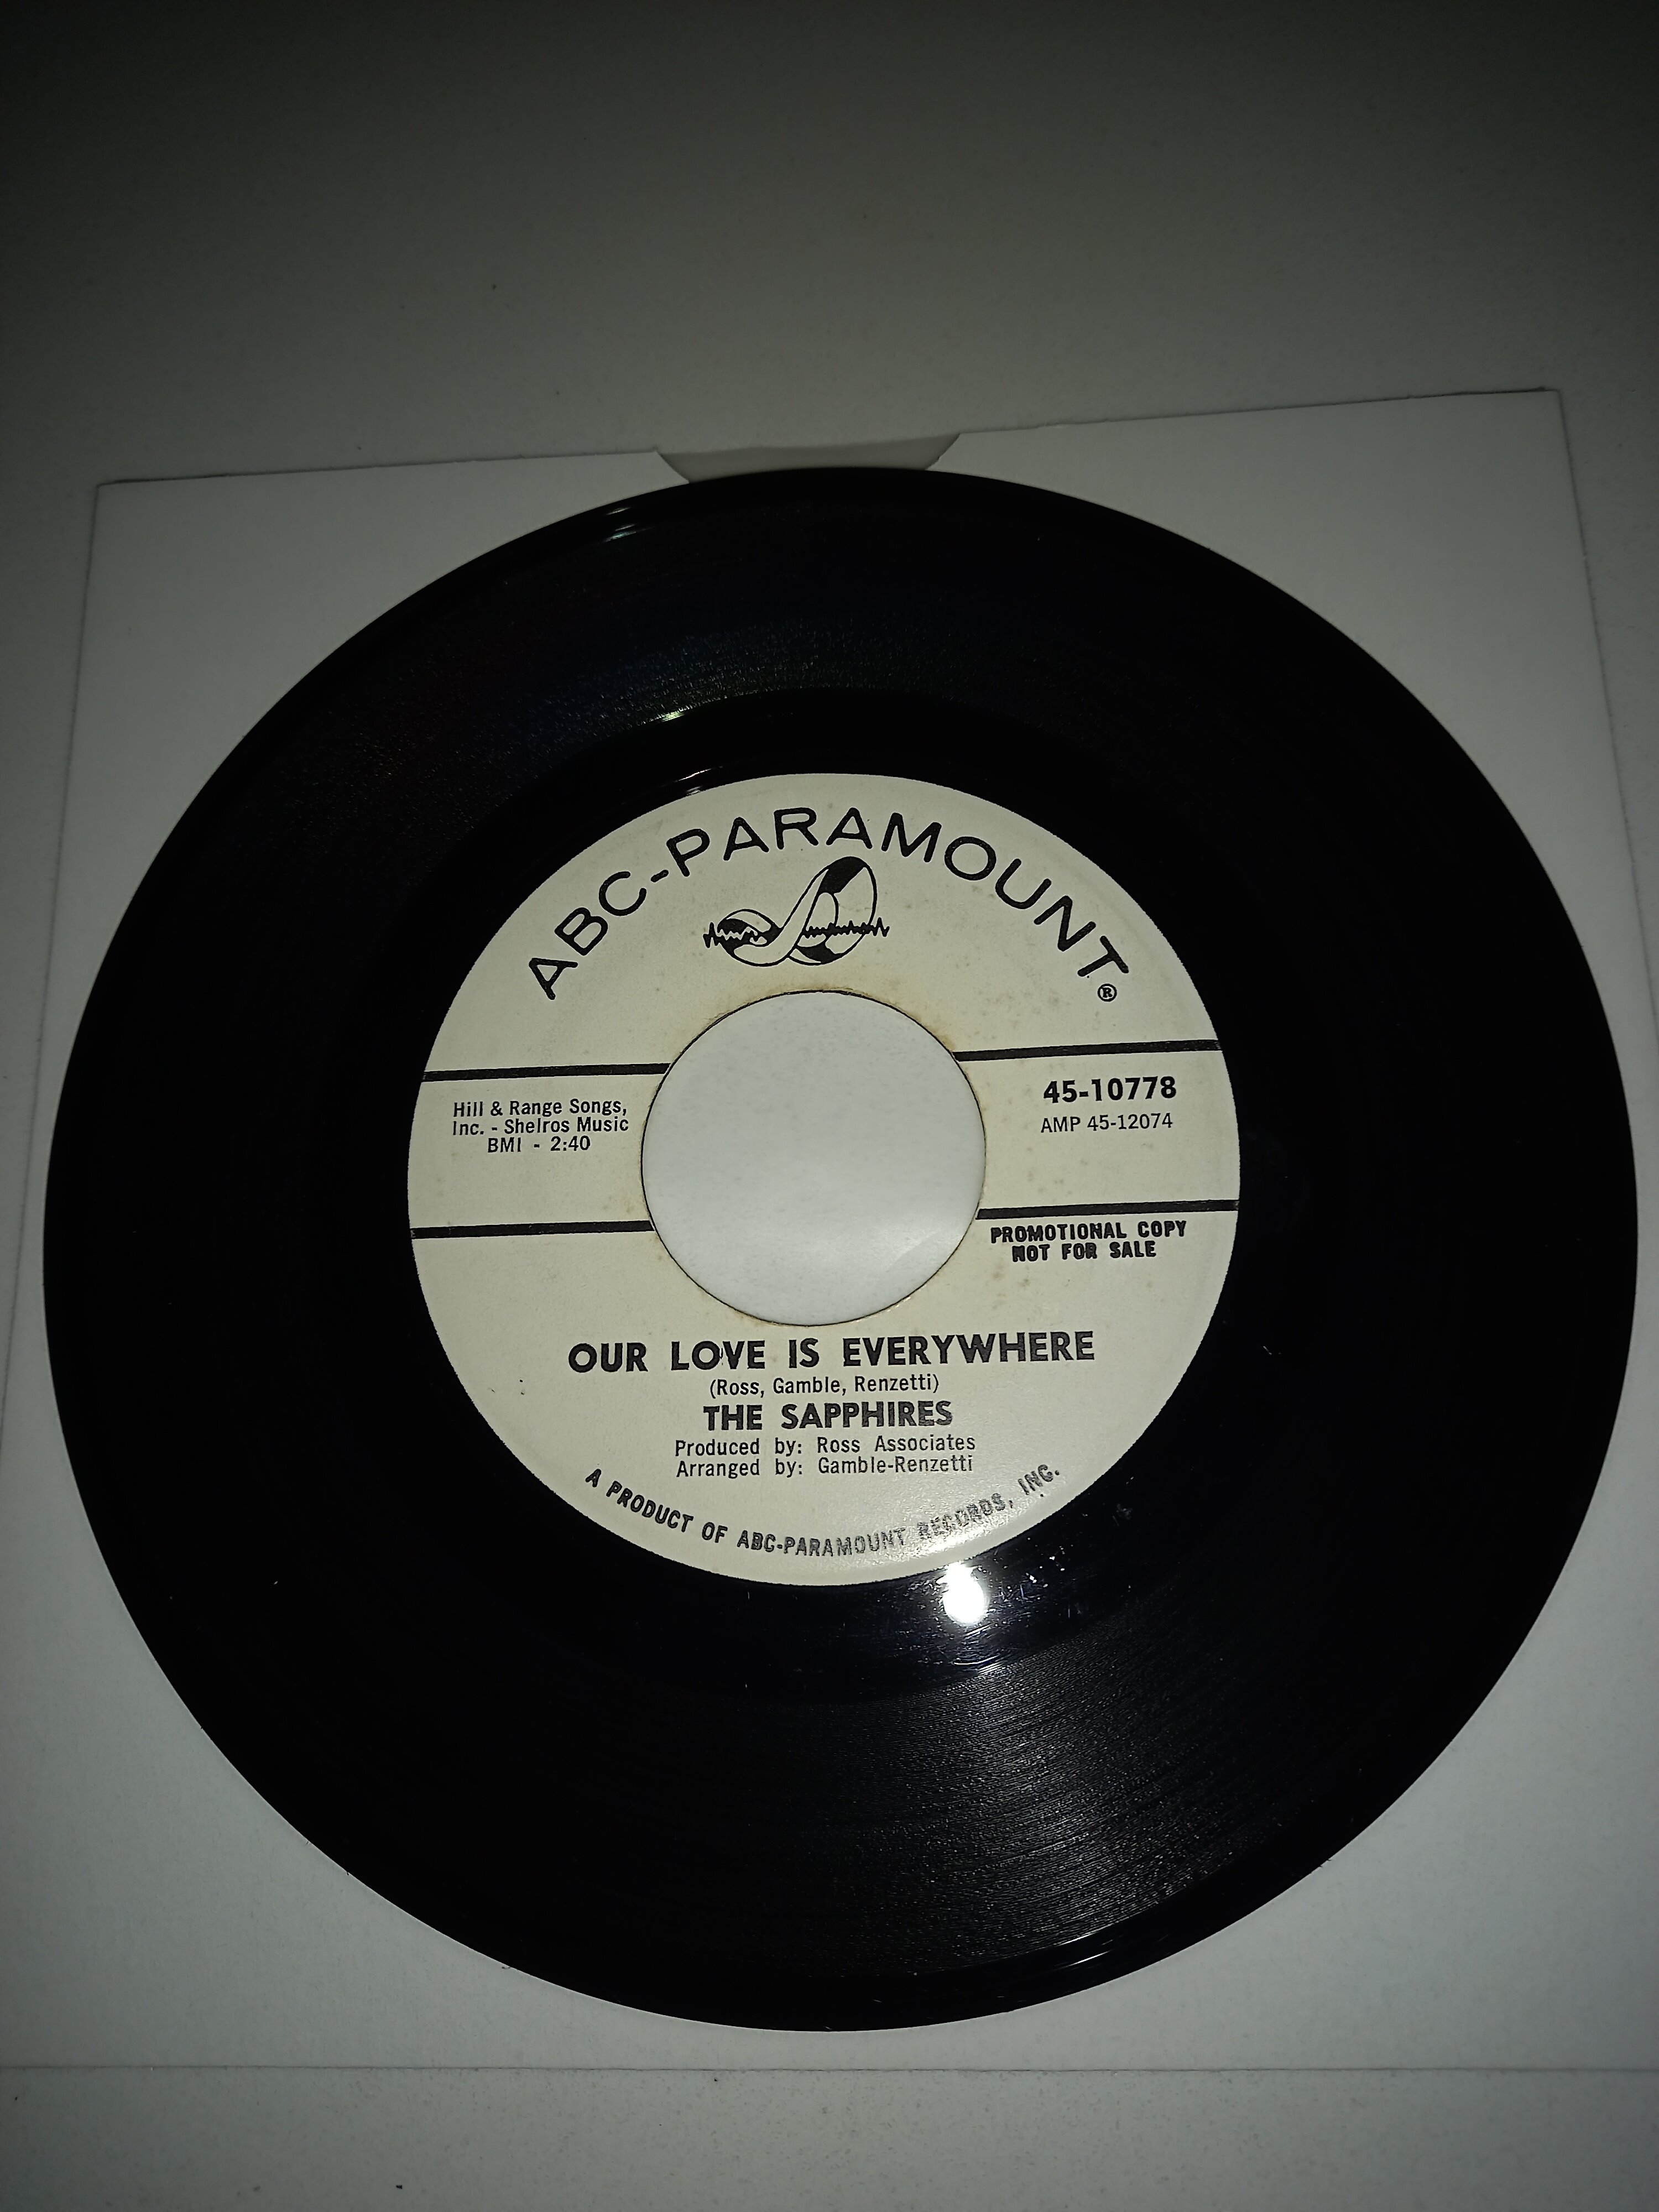 ABC-PARAMOUNT
®
Hill & Range Songs,
Inc. - Shelros Music
BMI - 2:40
45-10778
AMP 45-12074
PROMOTIONAL COPY
NOT FOR SALE
OUR LOVE IS EVERYWHERE
(Ross, Gamble, Renzetti)
THE SAPPHIRES
Produced by: Ross Associates
Arranged by: Gamble-Renzetti
A PRODUCT OF ABC-PARAMOUNT RECORDS, INC.